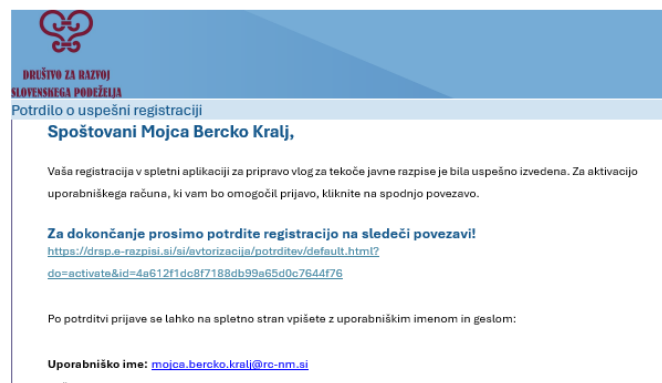 DRUŠTVO ZA RAZVOJ
SLOVENSKEGA PODEŽELJA
Potrdilo o uspešni registraciji
Spoštovani Mojca Bercko Kralj,
Vaša registracija v spletni aplikaciji za pripravo vlog za tekoče javne razpise je bila uspešno izvedena. Za aktivacijo
uporabniškega računa, ki vam bo omogočil prijavo, kliknite na spodnjo povezavo.
Za dokončanje prosimo potrdite registracijo na sledeči povezavi!
https://drsp.e-razpisi.si/si/avtorizacija/potrditev/default.html?
do=activate&id=4a612f1dc8f7188db99a65d0c7644f76
Po potrditvi prijave se lahko na spletno stran vpišete z uporabniškim imenom in geslom:
Uporabniško ime: mojca.bercko.kralj@rc-nm.si